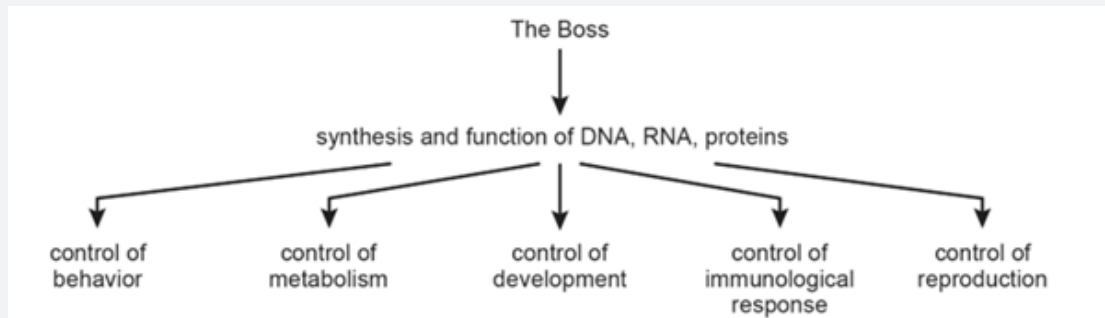 The Boss
synthesis and function of DNA, RNA, proteins
control of
behavior
control of
metabolism
control of
development
control of
immunological
response
control of
reproduction